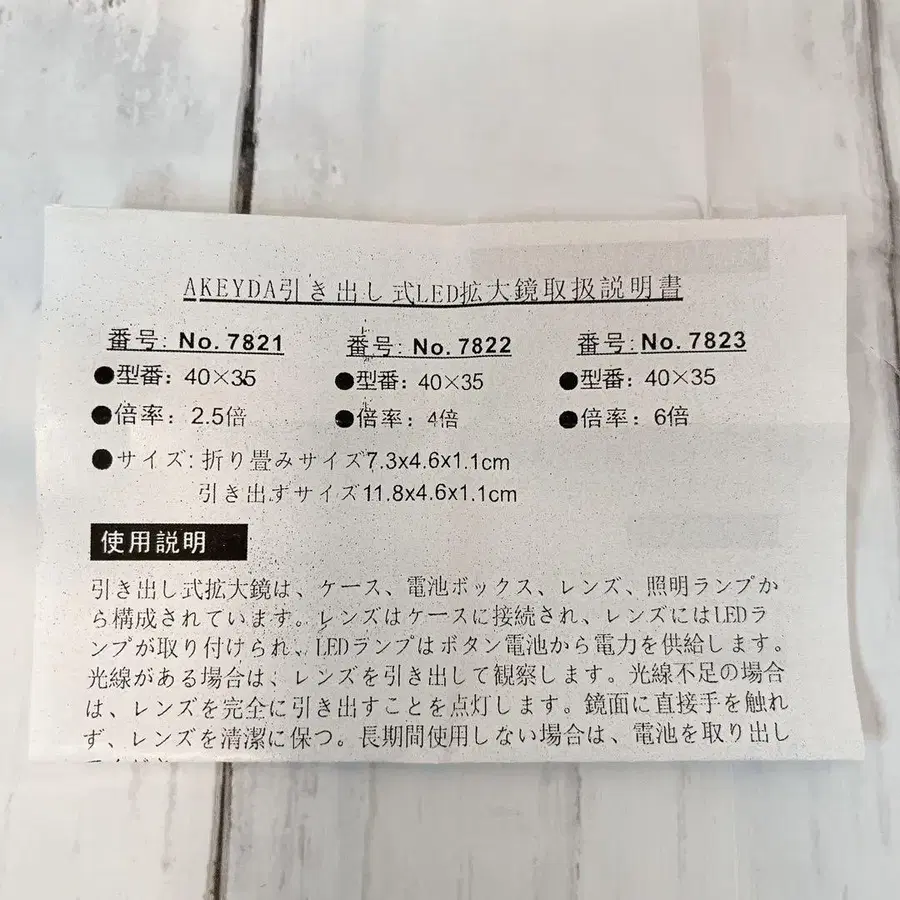 AKEYDA引き出し式LED拡大鏡取扱説明書
番号: No. 7821 番号: No. 7822 番号: No. 7823
●型番: 40×35 ●型番: 40×35 ●型番: 40×35
●倍率: 2.5倍 ●倍率: 4倍 ●倍率: 6倍
●サイズ: 折り畳みサイズ7.3x4.6x1.1cm
引き出すサイズ11.8x4.6x1.1cm
使用説明
引き出し式拡大鏡は、ケース、電池ボックス、レンズ、照明ランプか
ら構成されています。レンズはケースに接続され、レンズにはLEDラ
ンプが取り付けられ、LEDランプはボタン電池から電力を供給します。
光線がある場合は、レンズを引き出して観察します。光線不足の場合
は、レンズを完全に引き出すことを点灯します。鏡面に直接手を触れ
ず、レンズを清潔に保つ。長期間使用しない場合は、電池を取り出し